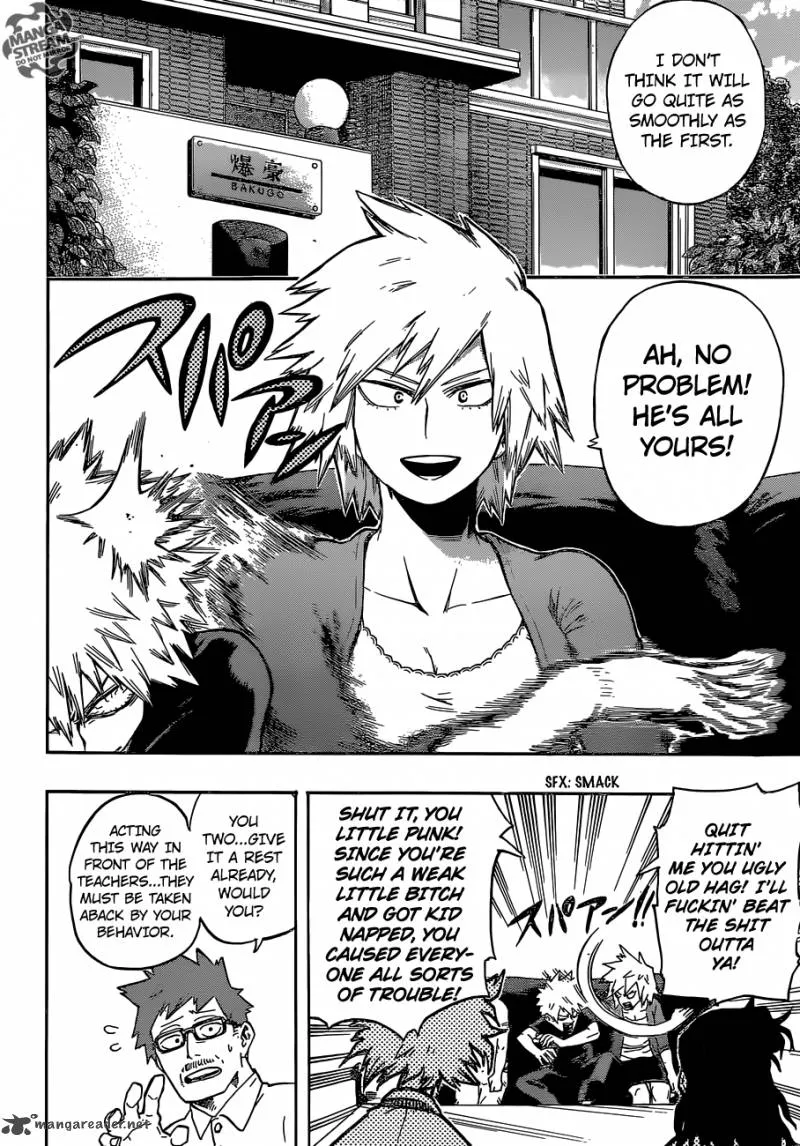 MANGA
STREAM
DO NOT MIRROR
I DON'T
THINK IT WILL
GO QUITE AS
SMOOTHLY AS
THE FIRST.
爆豪
BAKUGO
AH, NO
PROBLEM!
HE'S ALL
YOURS!
スパアン
SFX: SMACK
QUIT
HITTIN'
ME YOU UGLY
OLD HAG! I'LL
FUCKIN' BEAT
THE SHIT
OUTTA
YA!
スパアン!!
SHUT IT, YOU
LITTLE PUNK!
SINCE YOU'RE
SUCH A WEAK
LITTLE BITCH
AND GOT KID
NAPPED, YOU
CAUSED EVERY-
ONE ALL SORTS
OF TROUBLE!
YOU
TWO...GIVE
IT A REST
ALREADY,
WOULD
YOU?
ACTING
THIS WAY IN
FRONT OF THE
TEACHERS...THEY
MUST BE TAKEN
ABACK BY YOUR
BEHAVIOR.
mangareader.net